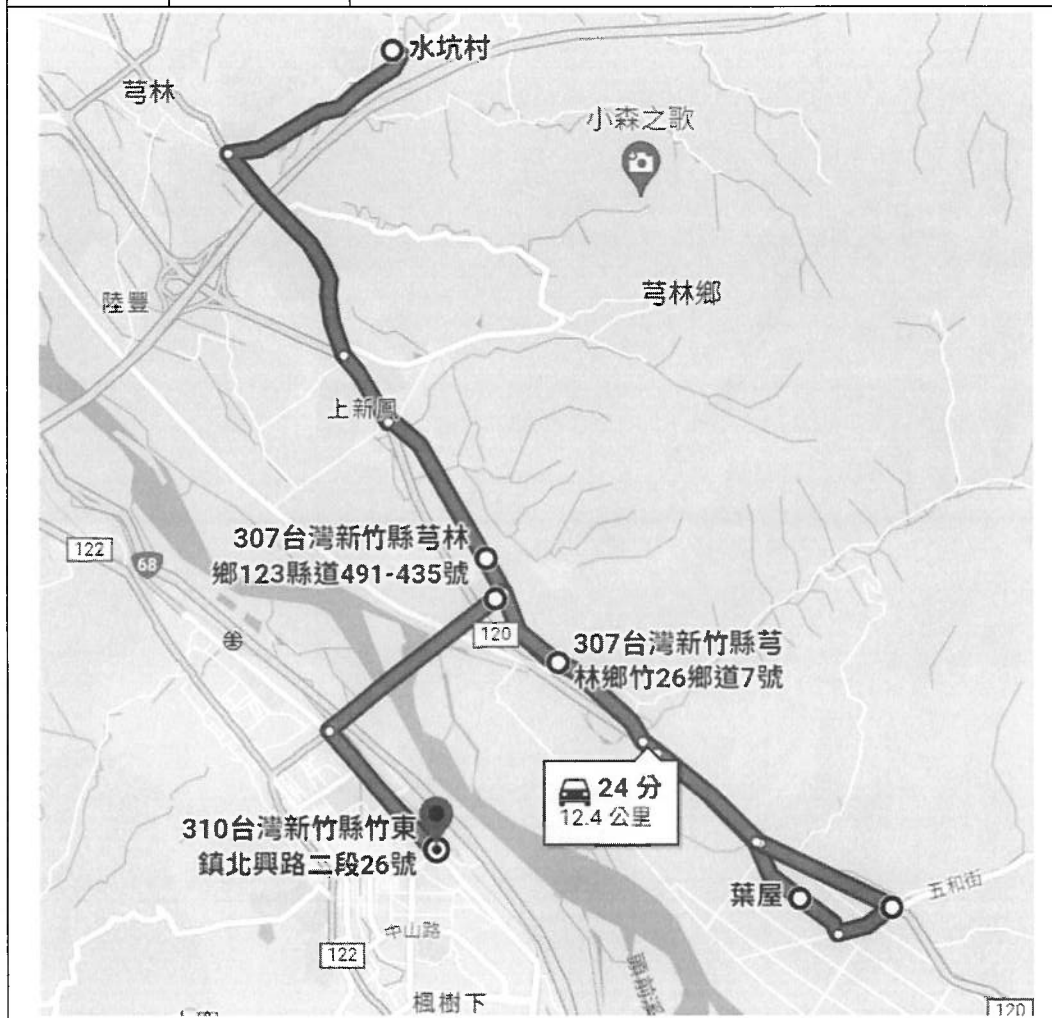 水坑村
芎林
小森之歌
芎林鄉
陸豐
上新鳳
307台灣新竹縣芎林
鄉123縣道491-435號
122
68
120
307台灣新竹縣芎
林鄉竹26鄉道7號
24 分
12.4 公里
310台灣新竹縣竹東
鎮北興路二段26號
葉屋
五和街
中山路
122
楓樹下
120